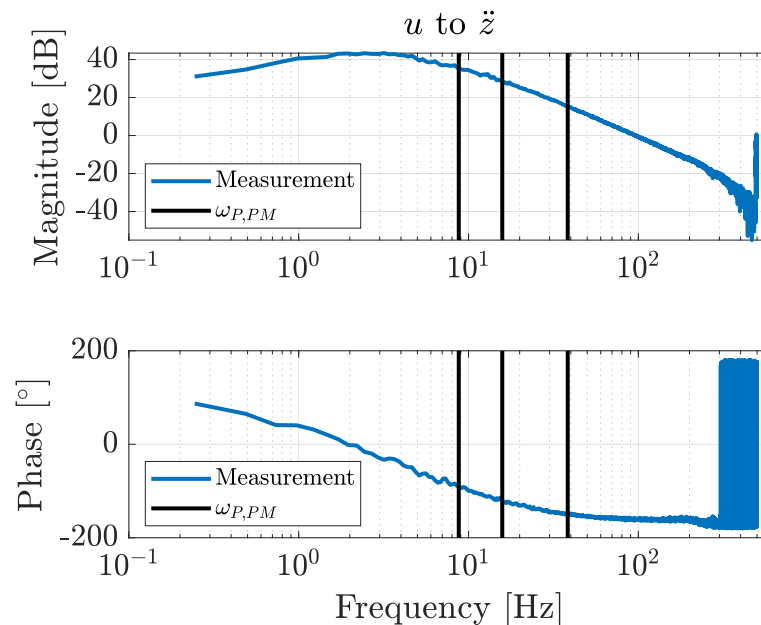 u to z̈
Magnitude [dB]
40
20
0
-20
-40
Measurement
ω_{P,PM}
10^{-1}
10^{0}
10^{1}
10^{2}
Phase [°]
200
0
-200
Measurement
ω_{P,PM}
10^{-1}
10^{0}
10^{1}
10^{2}
Frequency [Hz]